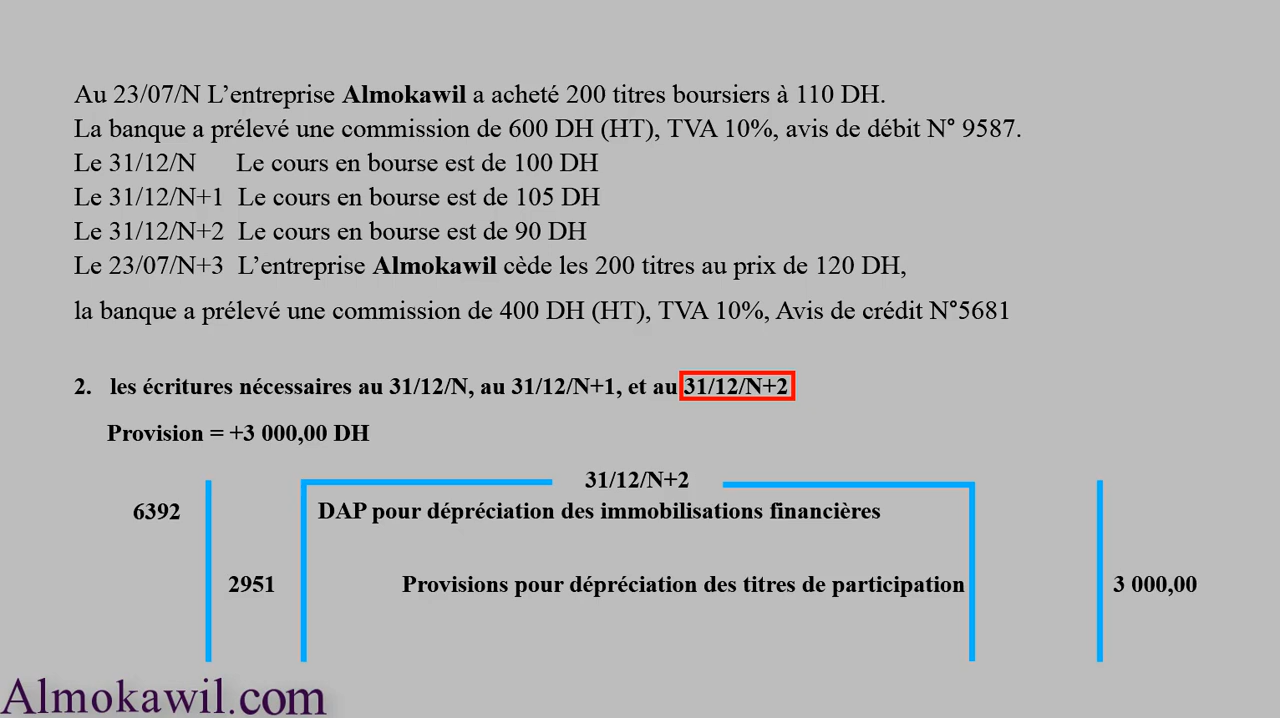 Au 23/07/N L'entreprise Almokawil a acheté 200 titres boursiers à 110 DH.
La banque a prélevé une commission de 600 DH (HT), TVA 10%, avis de débit N° 9587.
Le 31/12/N Le cours en bourse est de 100 DH
Le 31/12/N+1 Le cours en bourse est de 105 DH
Le 31/12/N+2 Le cours en bourse est de 90 DH
Le 23/07/N+3 L'entreprise Almokawil cède les 200 titres au prix de 120 DH,
la banque a prélevé une commission de 400 DH (HT), TVA 10%, Avis de crédit N°5681
2. les écritures nécessaires au 31/12/N, au 31/12/N+1, et au 31/12/N+2
Provision = +3 000,00 DH
31/12/N+2
6392 DAP pour dépréciation des immobilisations financières
2951 Provisions pour dépréciation des titres de participation 3 000,00
Almokawil.com